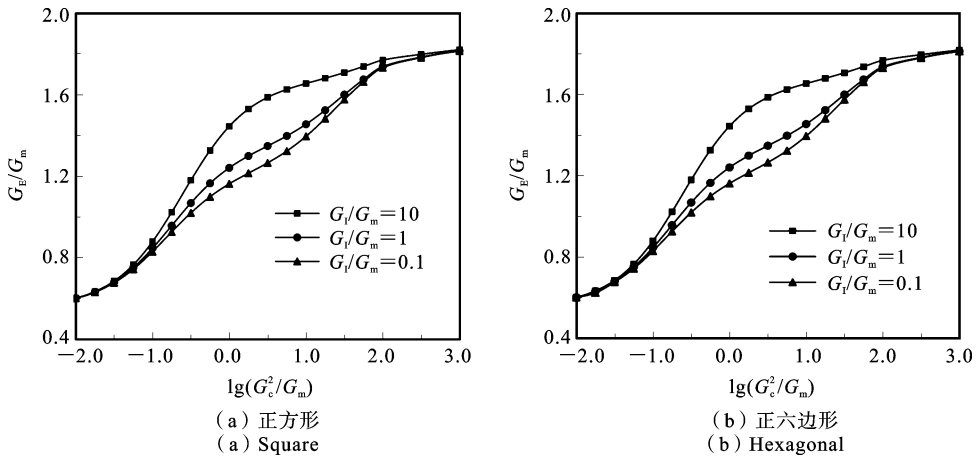 2.0
1.6
1.2
0.8
0.4
G_E/G_m
G_I/G_m=10
G_I/G_m=1
G_I/G_m=0.1
−2.0 −1.0 0.0 1.0 2.0 3.0
lg(G_c^2/G_m)
(a)正方形
(a) Square
2.0
1.6
1.2
0.8
0.4
G_E/G_m
G_I/G_m=10
G_I/G_m=1
G_I/G_m=0.1
−2.0 −1.0 0.0 1.0 2.0 3.0
lg(G_c^2/G_m)
(b)正六边形
(b) Hexagonal